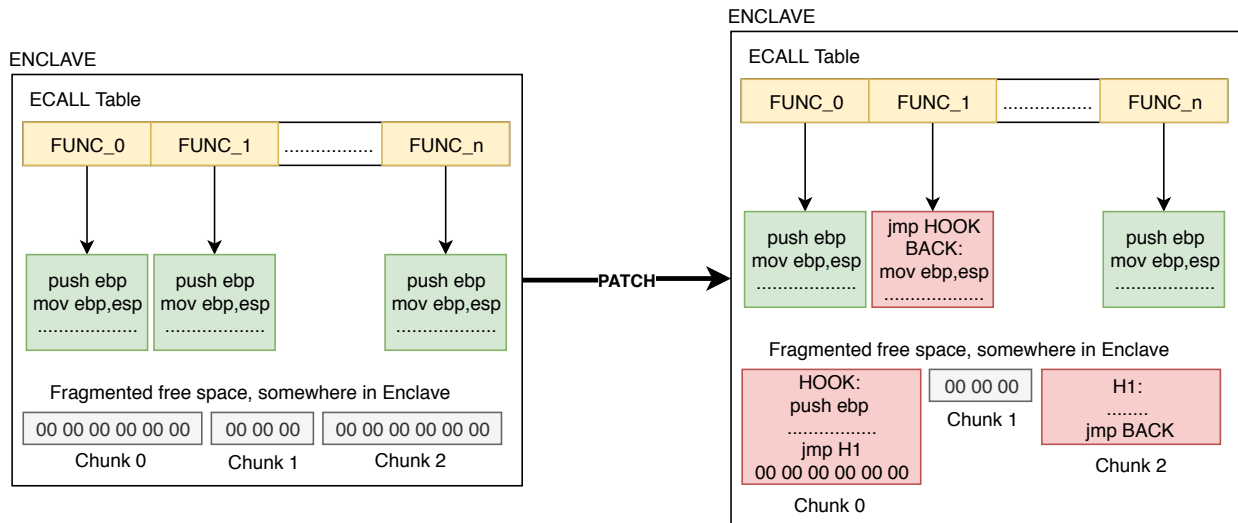 ENCLAVE
ECALL Table
FUNC_0 FUNC_1 ................. FUNC_n
push ebp
mov ebp,esp
...................
push ebp
mov ebp,esp
...................
push ebp
mov ebp,esp
...................
Fragmented free space, somewhere in Enclave
00 00 00 00 00 00
Chunk 0
00 00 00
Chunk 1
00 00 00 00 00 00
Chunk 2
PATCH
ENCLAVE
ECALL Table
FUNC_0 FUNC_1 ................. FUNC_n
push ebp
mov ebp,esp
...................
jmp HOOK
BACK:
mov ebp,esp
...................
push ebp
mov ebp,esp
...................
Fragmented free space, somewhere in Enclave
HOOK:
push ebp
.................
jmp H1
00 00 00 00 00 00
Chunk 0
00 00 00
Chunk 1
H1:
........
jmp BACK
Chunk 2